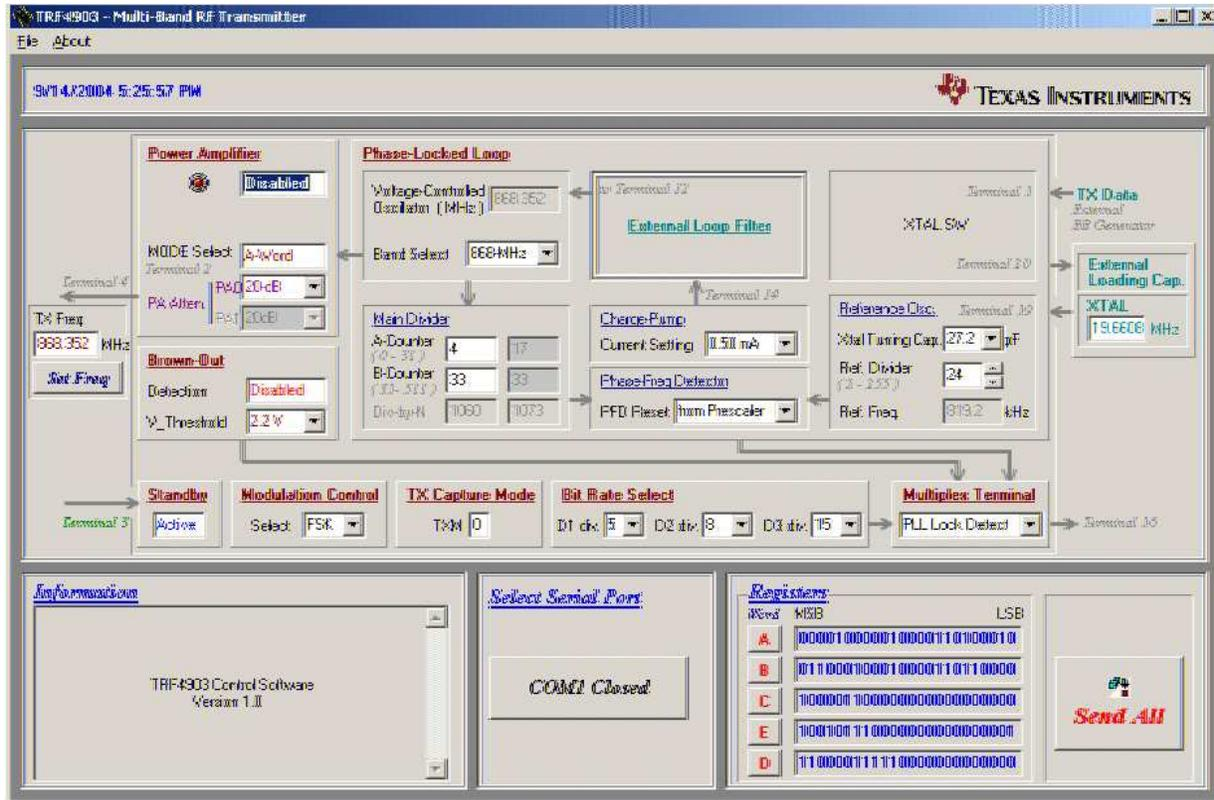 TRF4903 - Multi-Band RF Transmitter
File About
9/14/2004 5:25:57 PM
TEXAS INSTRUMENTS
Power Amplifier
Disabled
MODE Select A-Word
Terminal 2
PA Atten.
PA0 20-dB
PA1 20dB
Terminal 4
TX Freq
868.352 MHz
Set Freq
Brown-Out
Detection Disabled
V_Threshold 2.2 V
Phase-Locked Loop
Voltage-Controlled Oscillator (MHz) 868.352
Band Select 868-MHz
to Terminal 12
External Loop Filter
Terminal 14
Main Divider
A-Counter 4 17
(0 - 31)
B-Counter 33 33
Div-by-N 1060 1073
Charge-Pump
Current Setting 0.50 mA
Phase-Freq Detector
PFD Reset from Prescaler
XTAL SW
Terminal 20
TX Data
External
BB Generator
External
Loading Cap.
XTAL
19.6608 MHz
Reference Osc. Terminal 19
Xtal Tuning Cap. 27.2 pF
Ref. Divider 24
(2 - 255)
Ref. Freq 819.2 kHz
Terminal 5
Standby
Active
Modulation Control
Select FSK
TX Capture Mode
TXM 0
Bit Rate Select
D1 div. 5 D2 div. 8 D3 div. 15
Multiplex Terminal
PLL Lock Detect
Information
TRF4903 Control Software
Version 1.0
Select Serial Port
COM1 Closed
Registers
Word MSB LSB
A
B
C
E
D
Send All